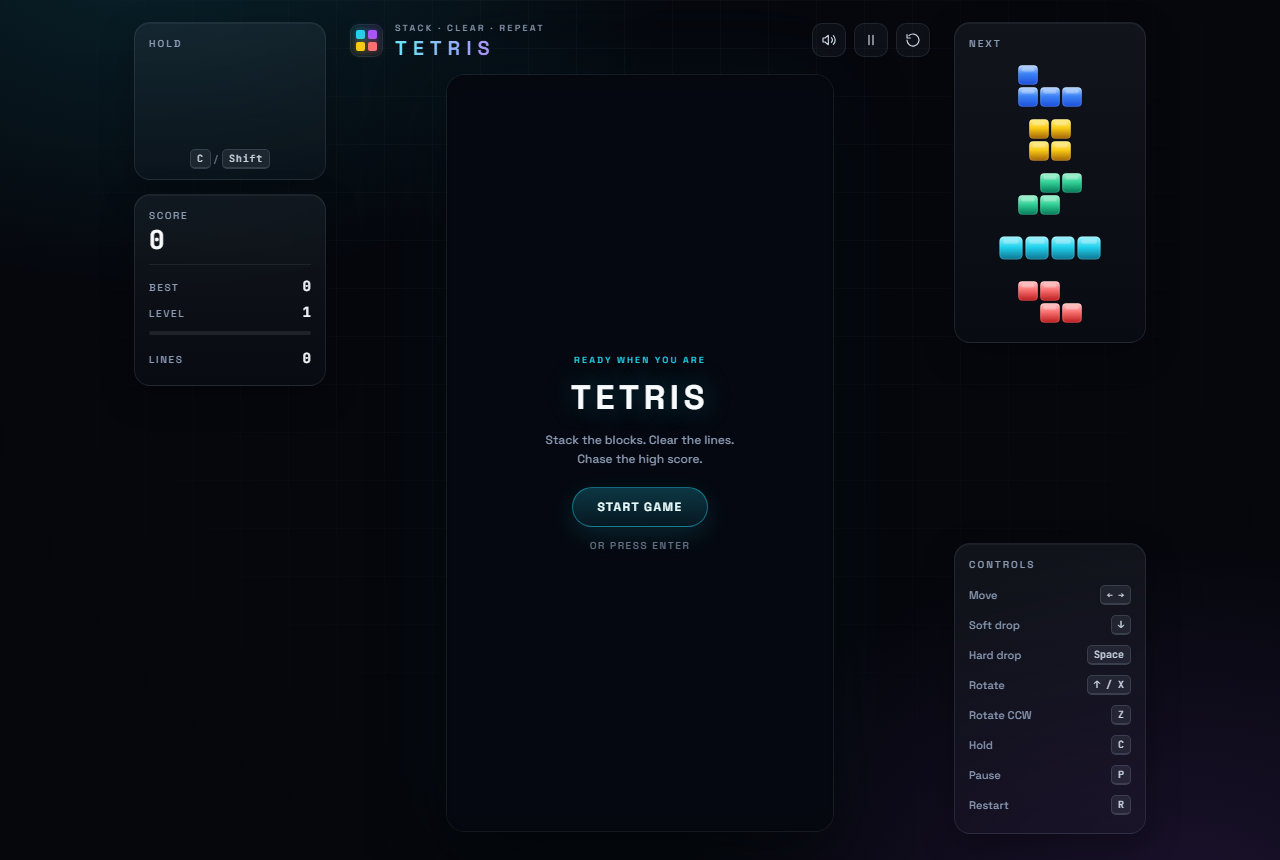 HOLD
C / Shift
SCORE
0
BEST 0
LEVEL 1
LINES 0
STACK · CLEAR · REPEAT
TETRIS
READY WHEN YOU ARE
TETRIS
Stack the blocks. Clear the lines.
Chase the high score.
START GAME
OR PRESS ENTER
NEXT
CONTROLS
Move ← →
Soft drop ↓
Hard drop Space
Rotate ↑ / X
Rotate CCW Z
Hold C
Pause P
Restart R